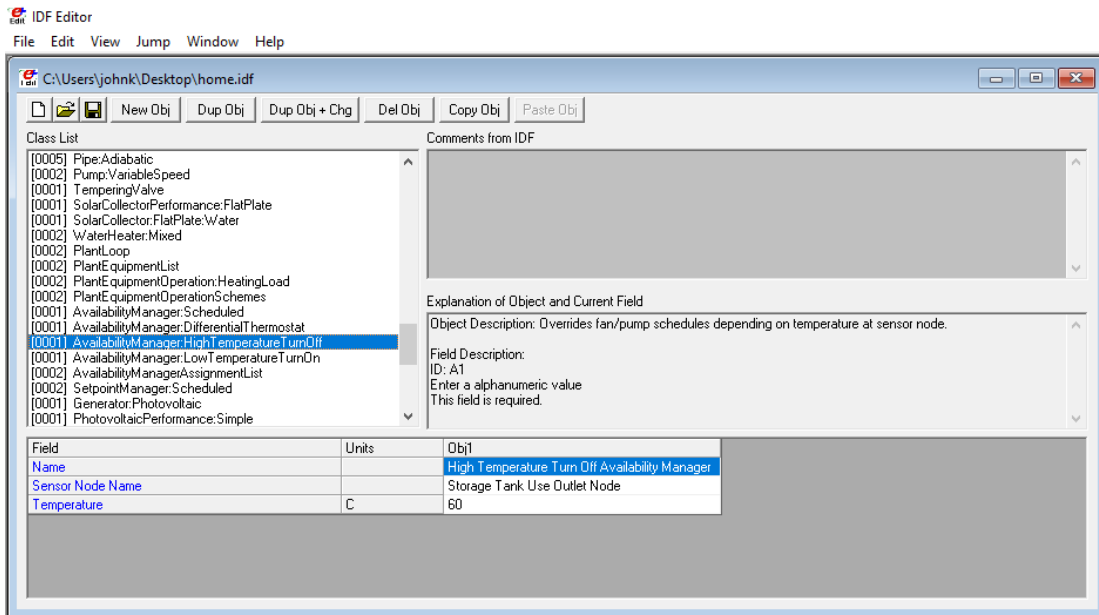 IDF Editor
File Edit View Jump Window Help
C:\Users\johnk\Desktop\home.idf
New Obj Dup Obj Dup Obj + Chg Del Obj Copy Obj Paste Obj
Class List
[0005] Pipe:Adiabatic
[0002] Pump:VariableSpeed
[0001] TemperingValve
[0001] SolarCollectorPerformance:FlatPlate
[0001] SolarCollector:FlatPlate:Water
[0002] WaterHeater:Mixed
[0002] PlantLoop
[0002] PlantEquipmentList
[0002] PlantEquipmentOperation:HeatingLoad
[0002] PlantEquipmentOperationSchemes
[0001] AvailabilityManager:Scheduled
[0001] AvailabilityManager:DifferentialThermostat
[0001] AvailabilityManager:HighTemperatureTurnOff
[0001] AvailabilityManager:LowTemperatureTurnOn
[0002] AvailabilityManagerAssignmentList
[0002] SetpointManager:Scheduled
[0001] Generator:Photovoltaic
[0001] PhotovoltaicPerformance:Simple
Comments from IDF
Explanation of Object and Current Field
Object Description: Overrides fan/pump schedules depending on temperature at sensor node.
Field Description:
ID: A1
Enter a alphanumeric value
This field is required.
Field Units Obj1
Name High Temperature Turn Off Availability Manager
Sensor Node Name Storage Tank Use Outlet Node
Temperature C 60